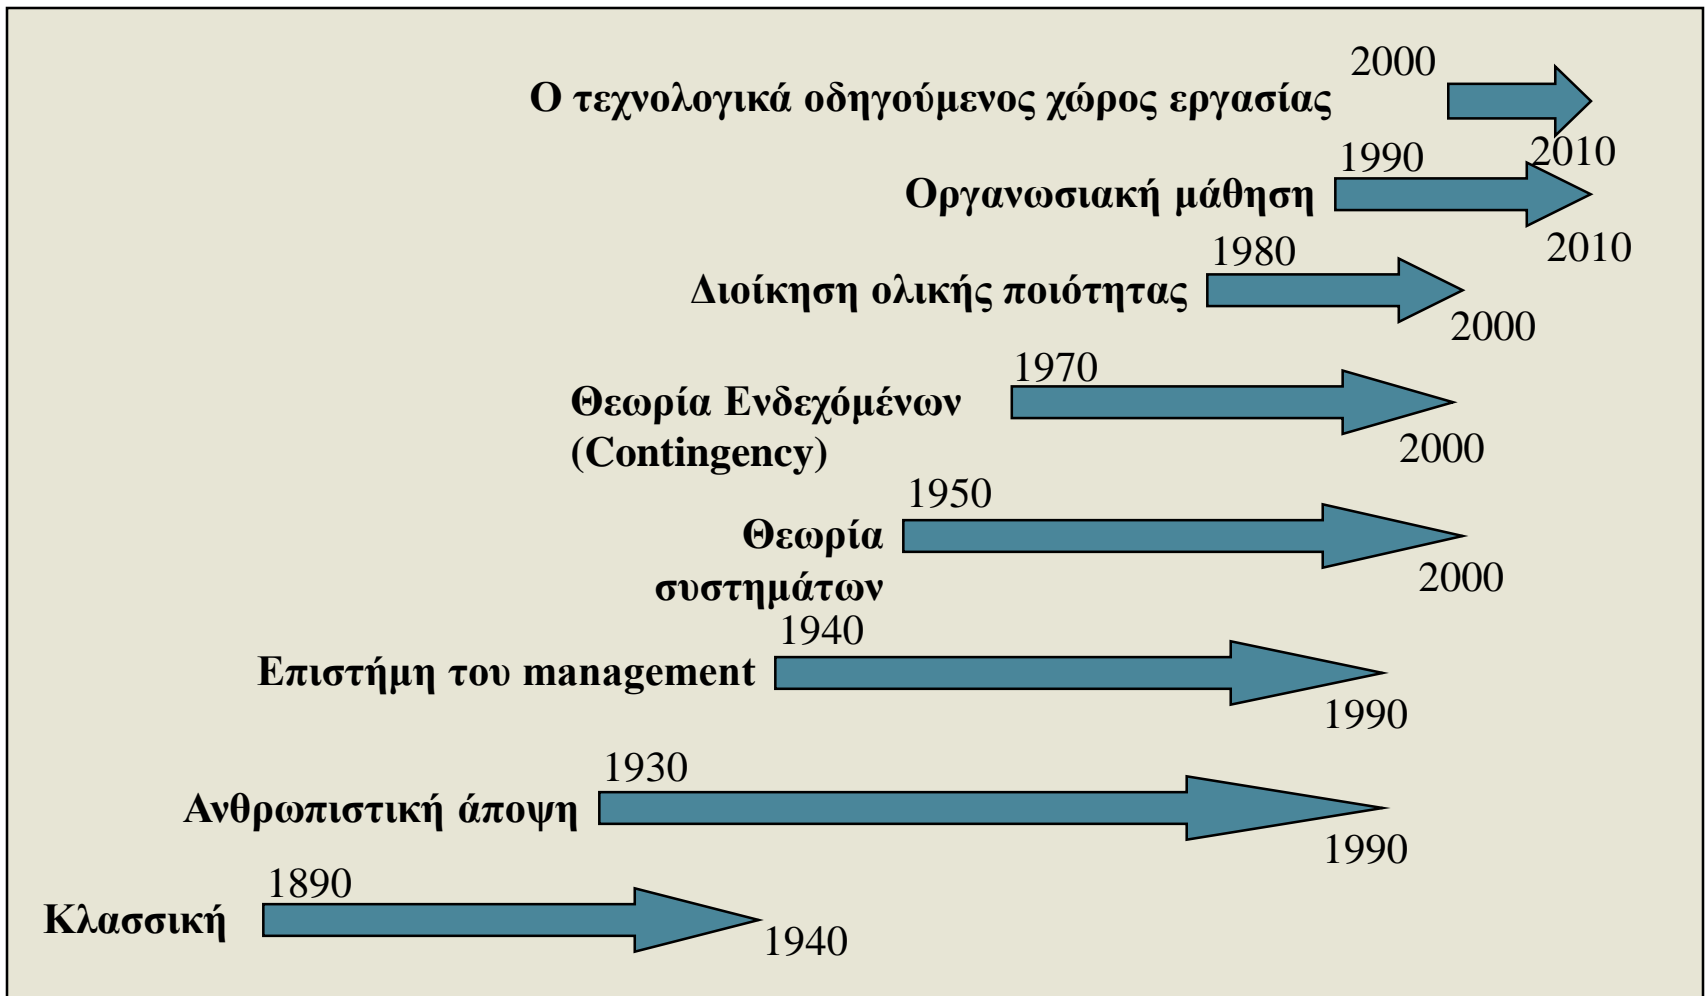 2000
Ο τεχνολογικά οδηγούμενος χώρος εργασίας
2010
1990
Οργανωσιακή μάθηση
2010
1980
Διοίκηση ολικής ποιότητας
2000
1970
Θεωρία Ενδεχόμένων
(Contingency)
2000
1950
Θεωρία
συστημάτων
2000
1940
Επιστήμη του management
1990
1930
Ανθρωπιστική άποψη
1990
1890
Κλασσική
1940